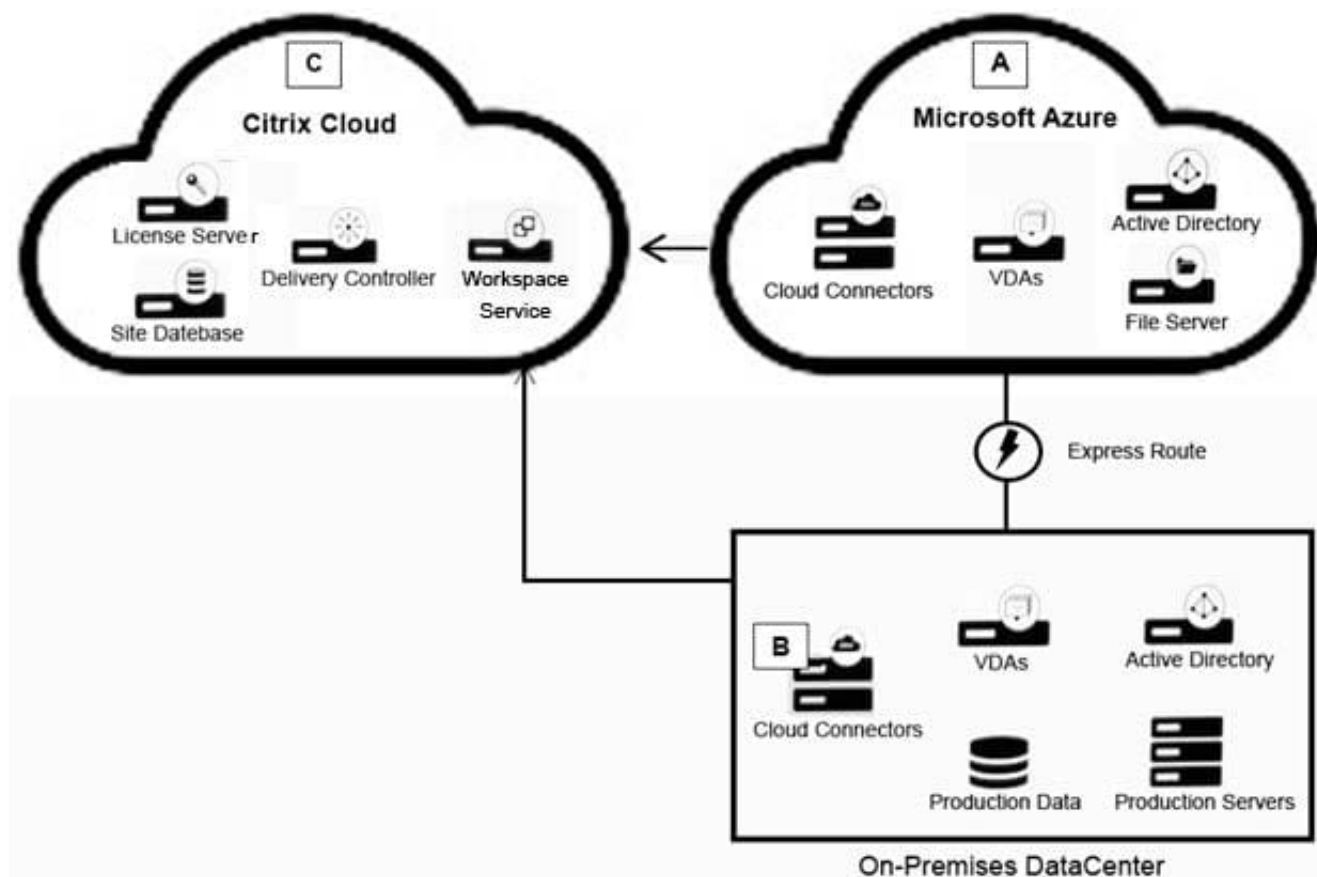 C
Citrix Cloud
License Server
Delivery Controller
Workspace
Service
Site Datebase
A
Microsoft Azure
Active Directory
Cloud Connectors
VDAs
File Server
Express Route
B
Cloud Connectors
VDAs
Active Directory
Production Data
Production Servers
On-Premises DataCenter